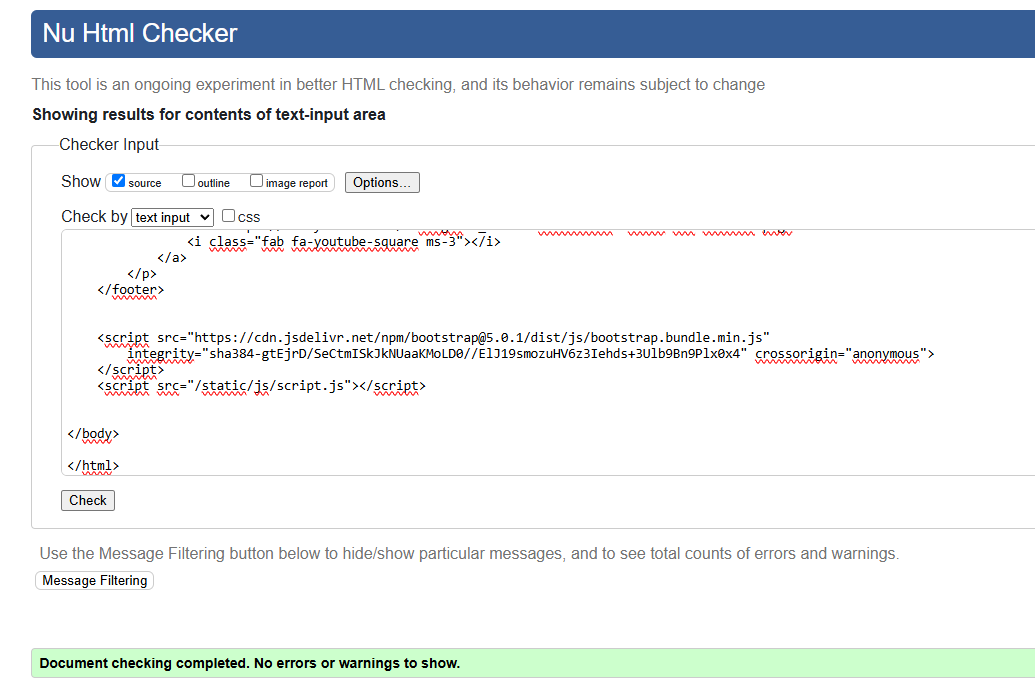 Nu Html Checker
This tool is an ongoing experiment in better HTML checking, and its behavior remains subject to change
Showing results for contents of text-input area
Checker Input
Show source outline image report Options...
Check by text input css
<i class="fab fa-youtube-square ms-3"></i>
</a>
</p>
</footer>
<script src="https://cdn.jsdelivr.net/npm/bootstrap@5.0.1/dist/js/bootstrap.bundle.min.js"
integrity="sha384-gtEjrD/SeCtmISkJkNUaaKMoLD0//ElJ19smozuHV6z3Iehds+3Ulb9Bn9Plx0x4" crossorigin="anonymous">
</script>
<script src="/static/js/script.js"></script>
</body>
</html>
Check
Use the Message Filtering button below to hide/show particular messages, and to see total counts of errors and warnings.
Message Filtering
Document checking completed. No errors or warnings to show.